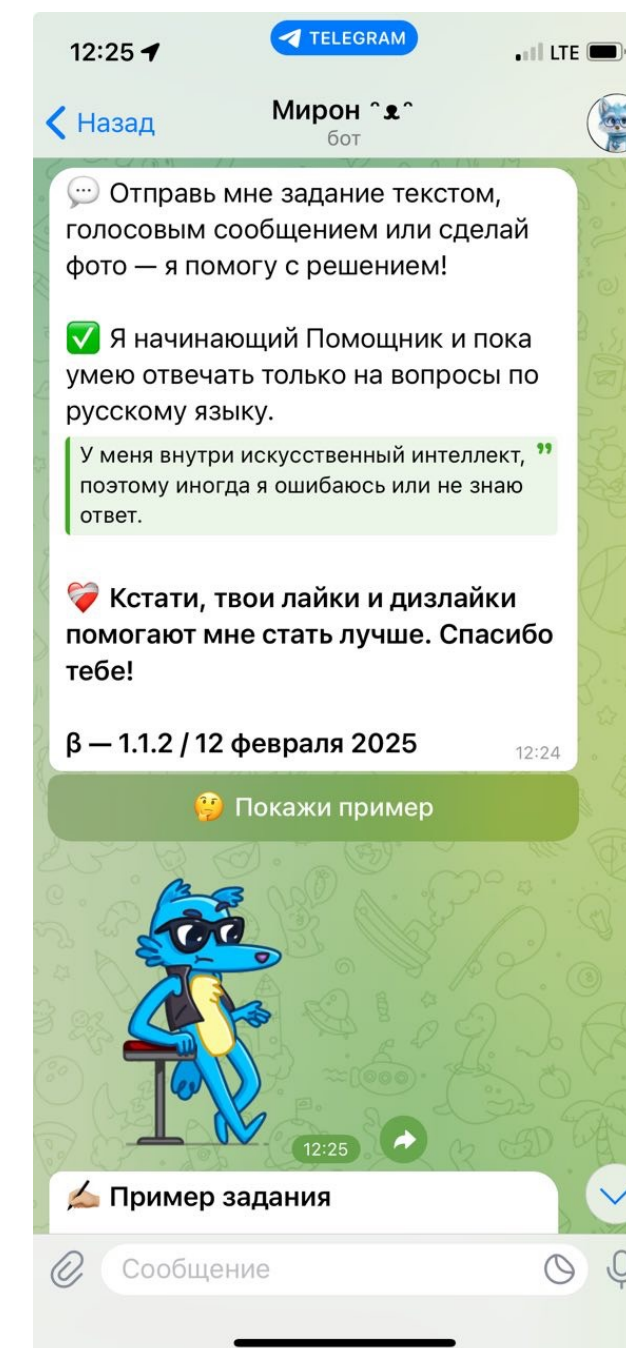 12:25
TELEGRAM
LTE
Назад
Мирон ᵔᴥᵔ
бот
💬 Отправь мне задание текстом,
голосовым сообщением или сделай
фото — я помогу с решением!
✅ Я начинающий Помощник и пока
умею отвечать только на вопросы по
русскому языку.
У меня внутри искусственный интеллект,
поэтому иногда я ошибаюсь или не знаю
ответ.
❤️‍🩹 Кстати, твои лайки и дизлайки
помогают мне стать лучше. Спасибо
тебе!
β — 1.1.2 / 12 февраля 2025
12:24
🤔 Покажи пример
12:25
✍🏼 Пример задания
Сообщение